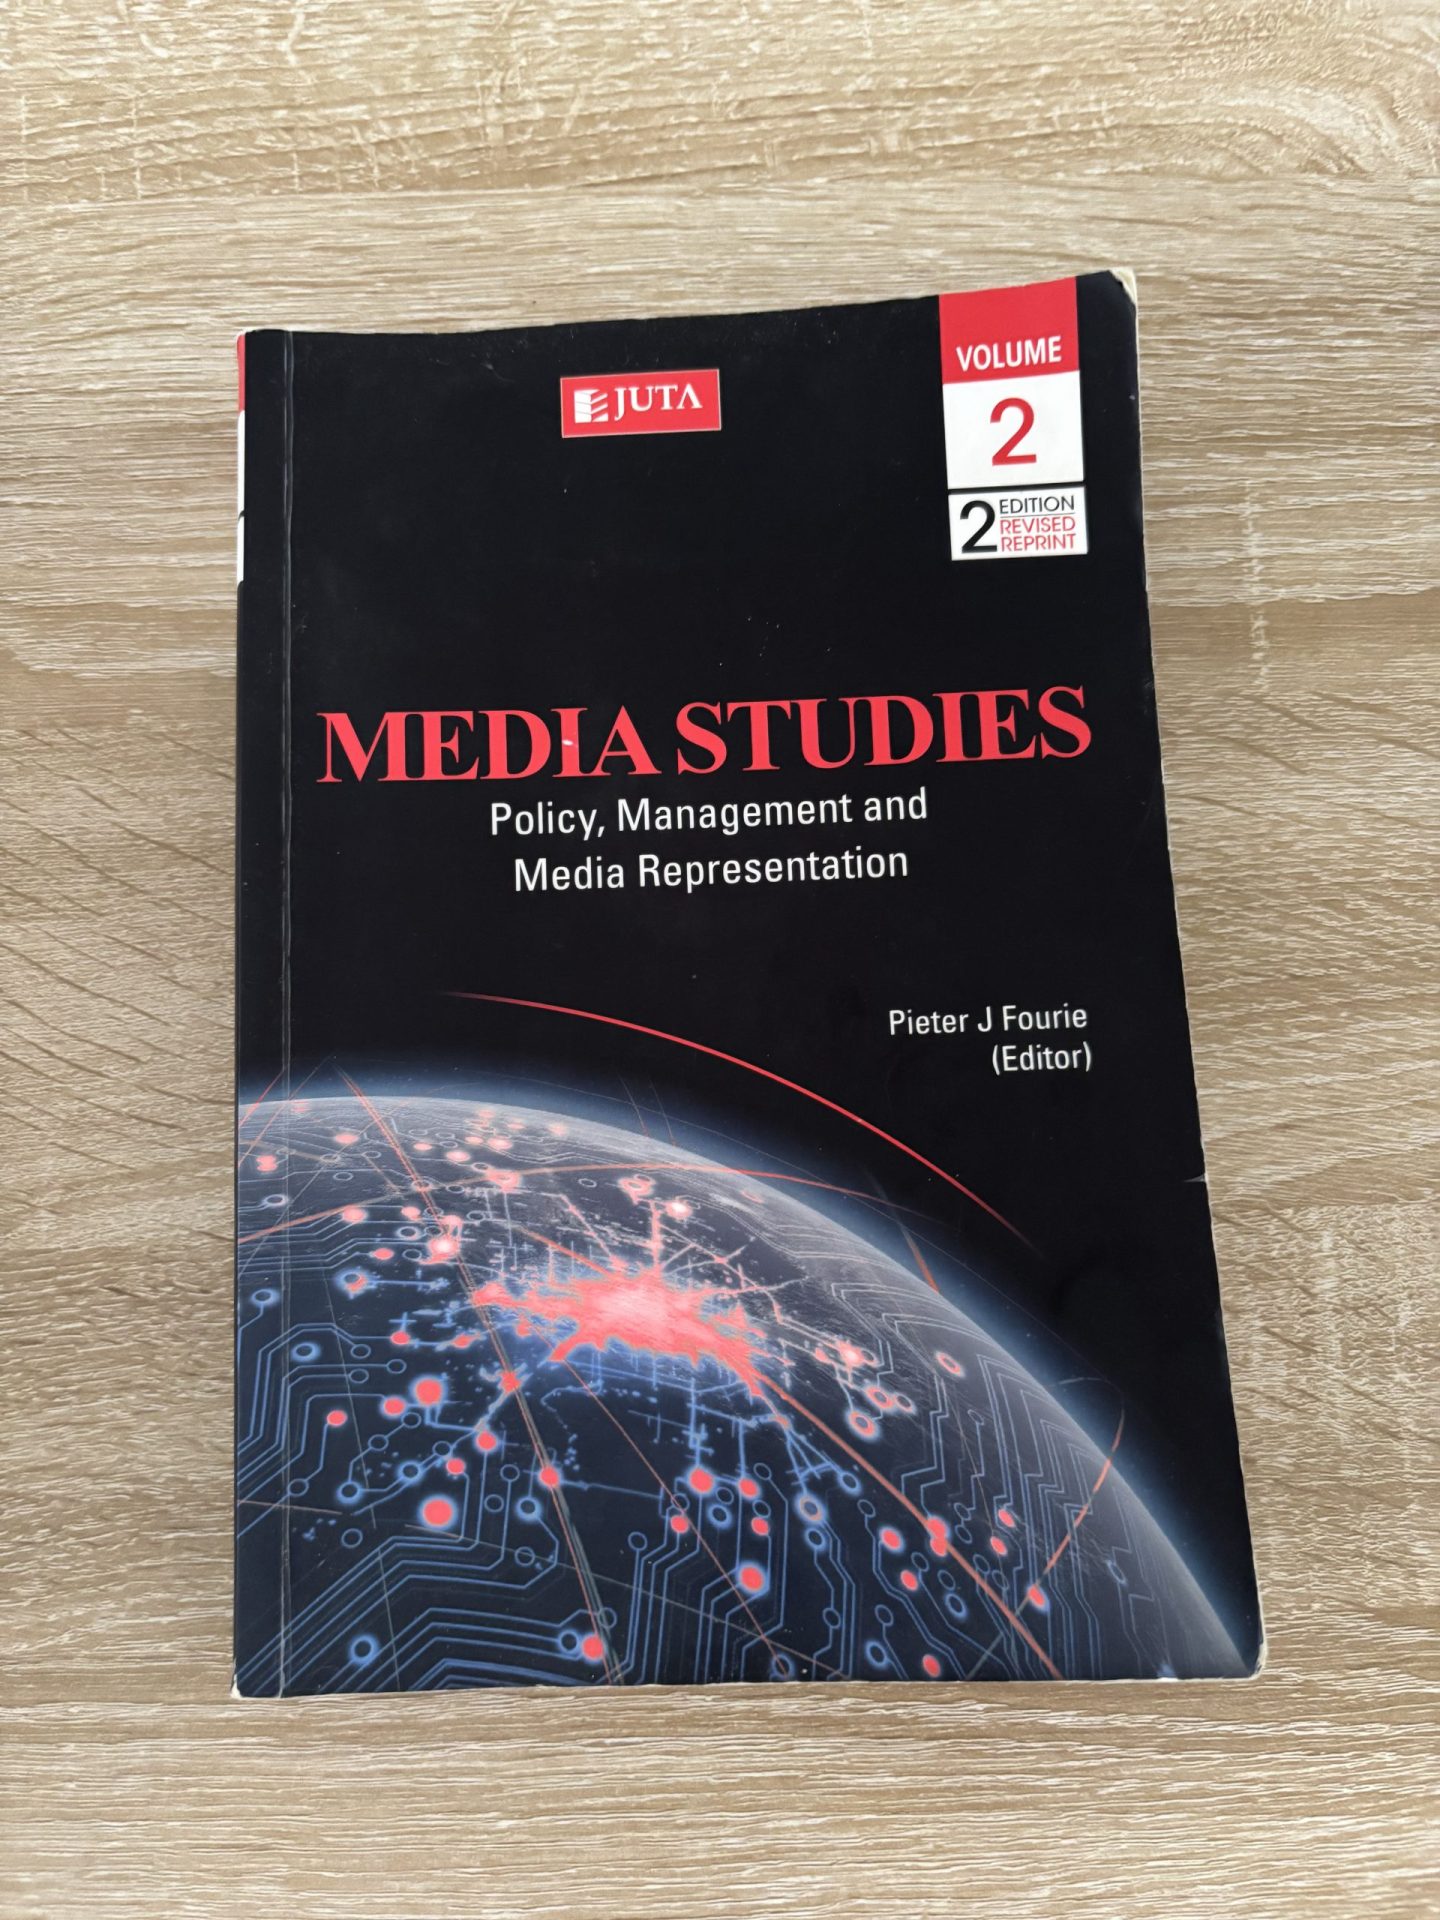 JUTA
VOLUME
2
2 EDITION
REVISED
REPRINT
MEDIA STUDIES
Policy, Management and
Media Representation
Pieter J Fourie
(Editor)